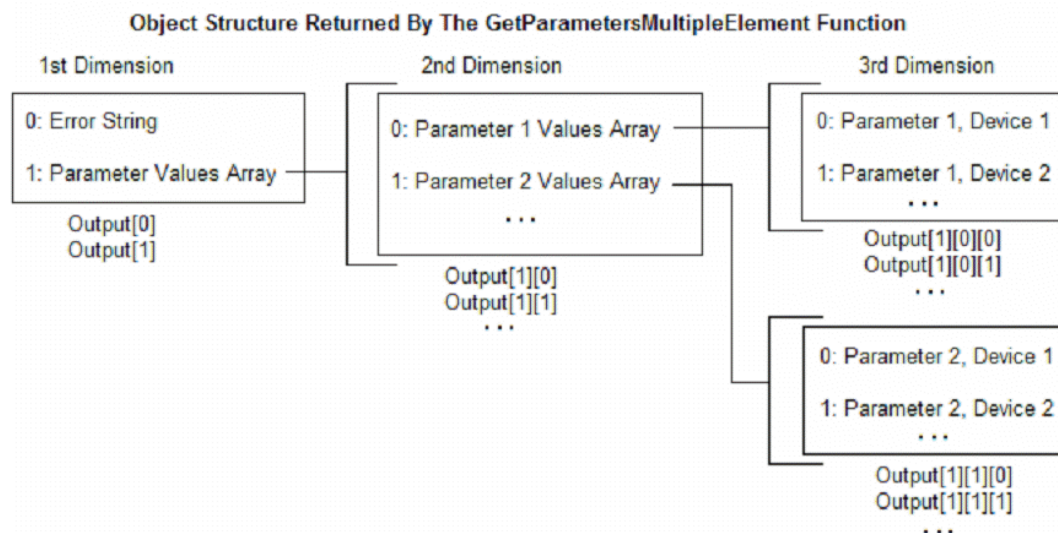 Object Structure Returned By The GetParametersMultipleElement Function
1st Dimension
0: Error String
1: Parameter Values Array
Output[0]
Output[1]
2nd Dimension
0: Parameter 1 Values Array
1: Parameter 2 Values Array
...
Output[1][0]
Output[1][1]
...
3rd Dimension
0: Parameter 1, Device 1
1: Parameter 1, Device 2
...
Output[1][0][0]
Output[1][0][1]
...
0: Parameter 2, Device 1
1: Parameter 2, Device 2
...
Output[1][1][0]
Output[1][1][1]
...